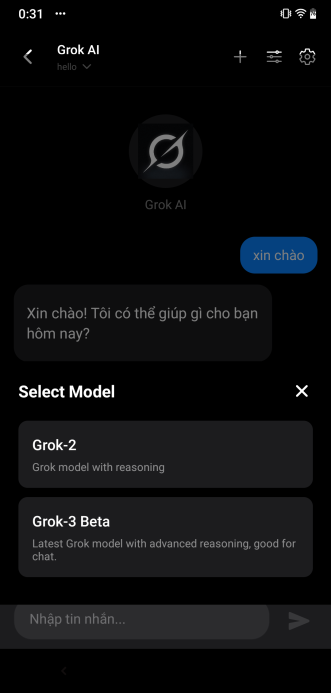 0:31
Grok AI
hello
Grok AI
xin chào
Xin chào! Tôi có thể giúp gì cho bạn
hôm nay?
Select Model
Grok-2
Grok model with reasoning
Grok-3 Beta
Latest Grok model with advanced reasoning, good for
chat.
Nhập tin nhắn...